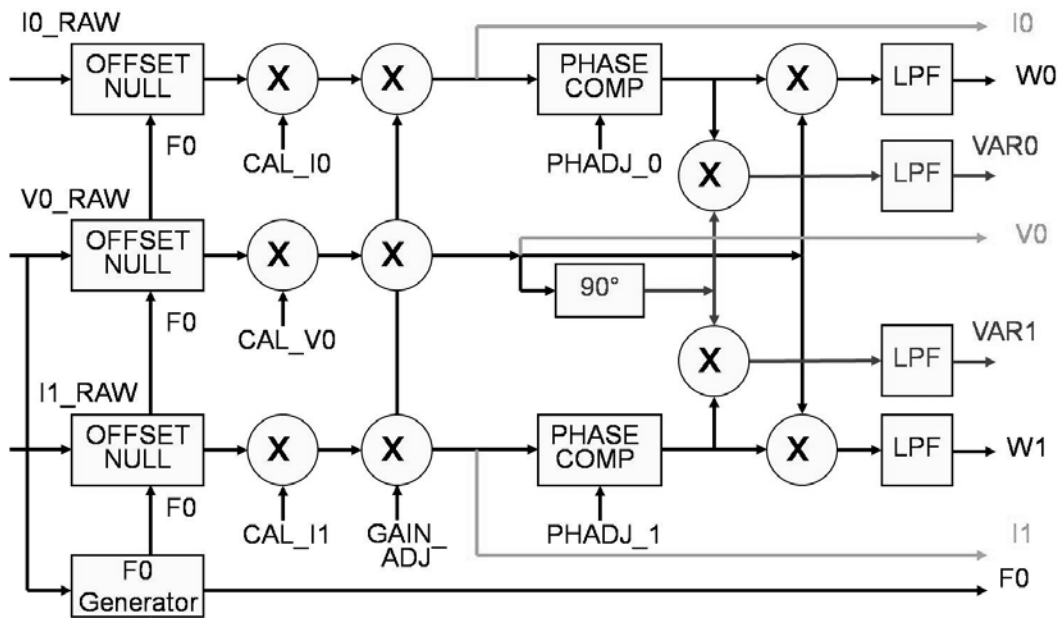 I0_RAW
I0
OFFSET
NULL
X
X
PHASE
COMP
X
LPF
W0
F0
CAL_I0
PHADJ_0
X
LPF
VAR0
V0_RAW
OFFSET
NULL
X
X
V0
90°
F0
CAL_V0
X
LPF
VAR1
I1_RAW
OFFSET
NULL
X
X
PHASE
COMP
X
LPF
W1
F0
CAL_I1
GAIN_
ADJ
PHADJ_1
I1
F0
Generator
F0